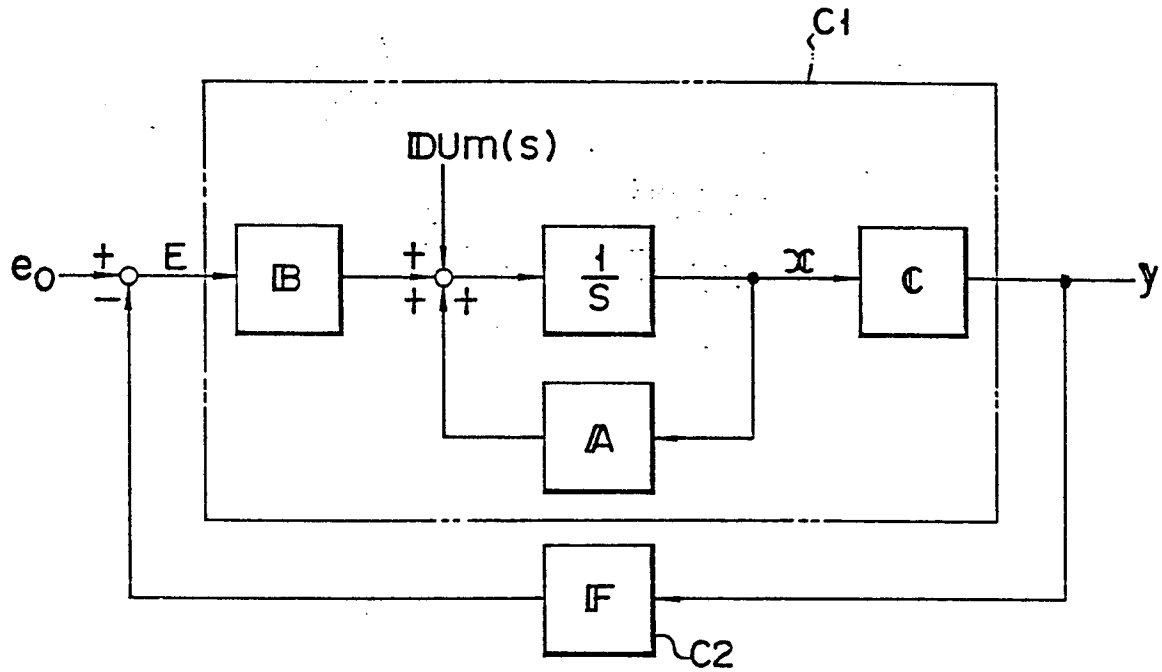 C1
𝔻Um(s)
e₀
+
−
E
𝔹
+
+
+
1/S
x
ℂ
y
𝔸
𝔽
C2